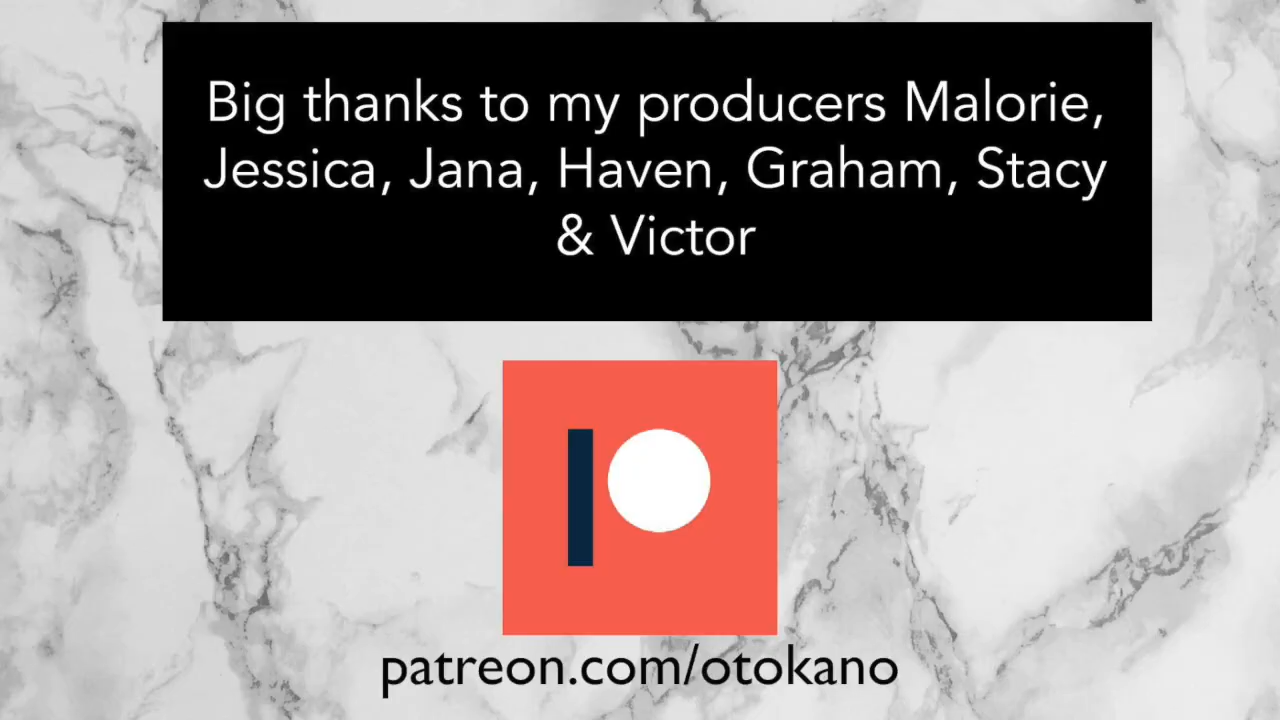 Big thanks to my producers Malorie,
Jessica, Jana, Haven, Graham, Stacy
& Victor
patreon.com/otokano